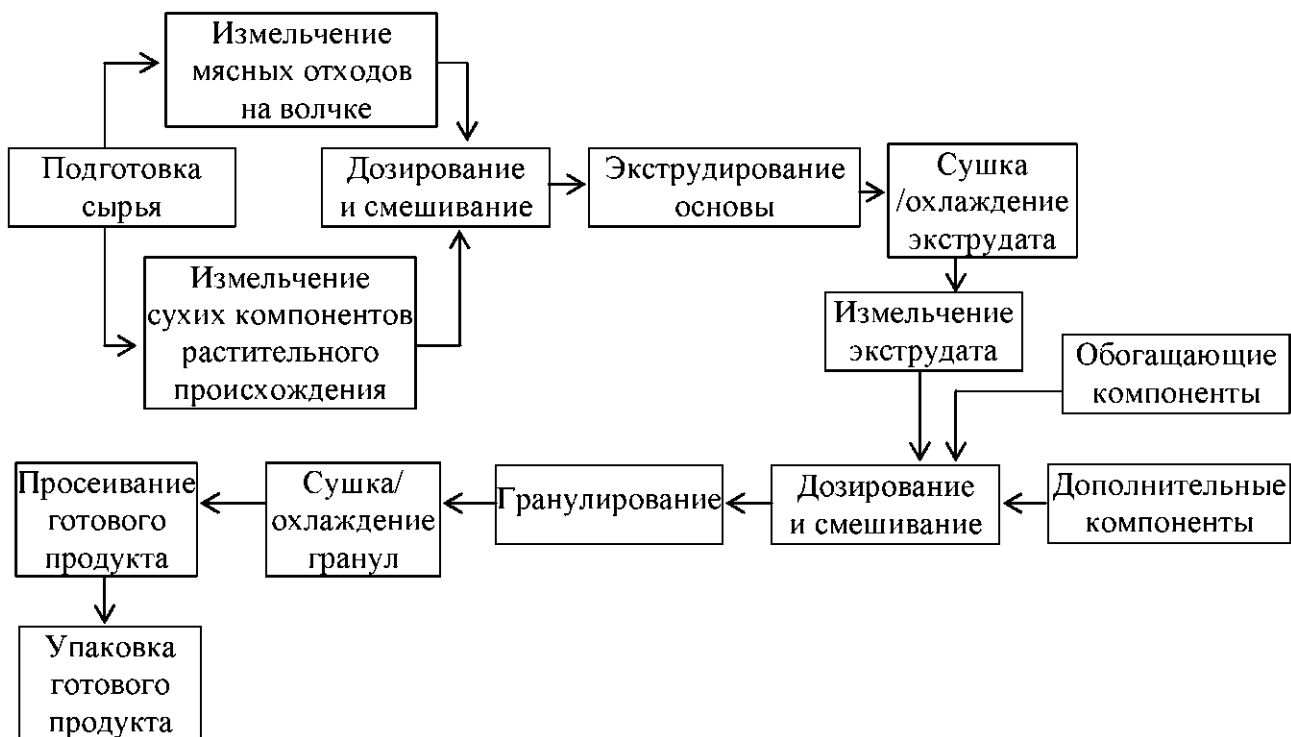 Измельчение
мясных отходов
на волчке
Подготовка
сырья
Измельчение
сухих компонентов
растительного
происхождения
Дозирование
и смешивание
Экструдирование
основы
Сушка
/охлаждение
экструдата
Измельчение
экструдата
Обогащающие
компоненты
Дополнительные
компоненты
Дозирование
и смешивание
Гранулирование
Сушка/
охлаждение
гранул
Просеивание
готового
продукта
Упаковка
готового
продукта